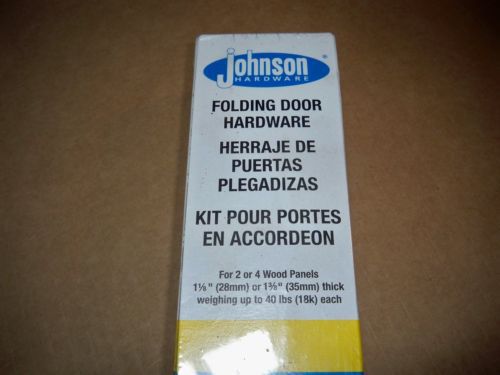 Johnson®
HARDWARE
FOLDING DOOR
HARDWARE
HERRAJE DE
PUERTAS
PLEGADIZAS
KIT POUR PORTES
EN ACCORDEON
For 2 or 4 Wood Panels
1⅛" (28mm) or 1⅜" (35mm) thick
weighing up to 40 lbs (18k) each